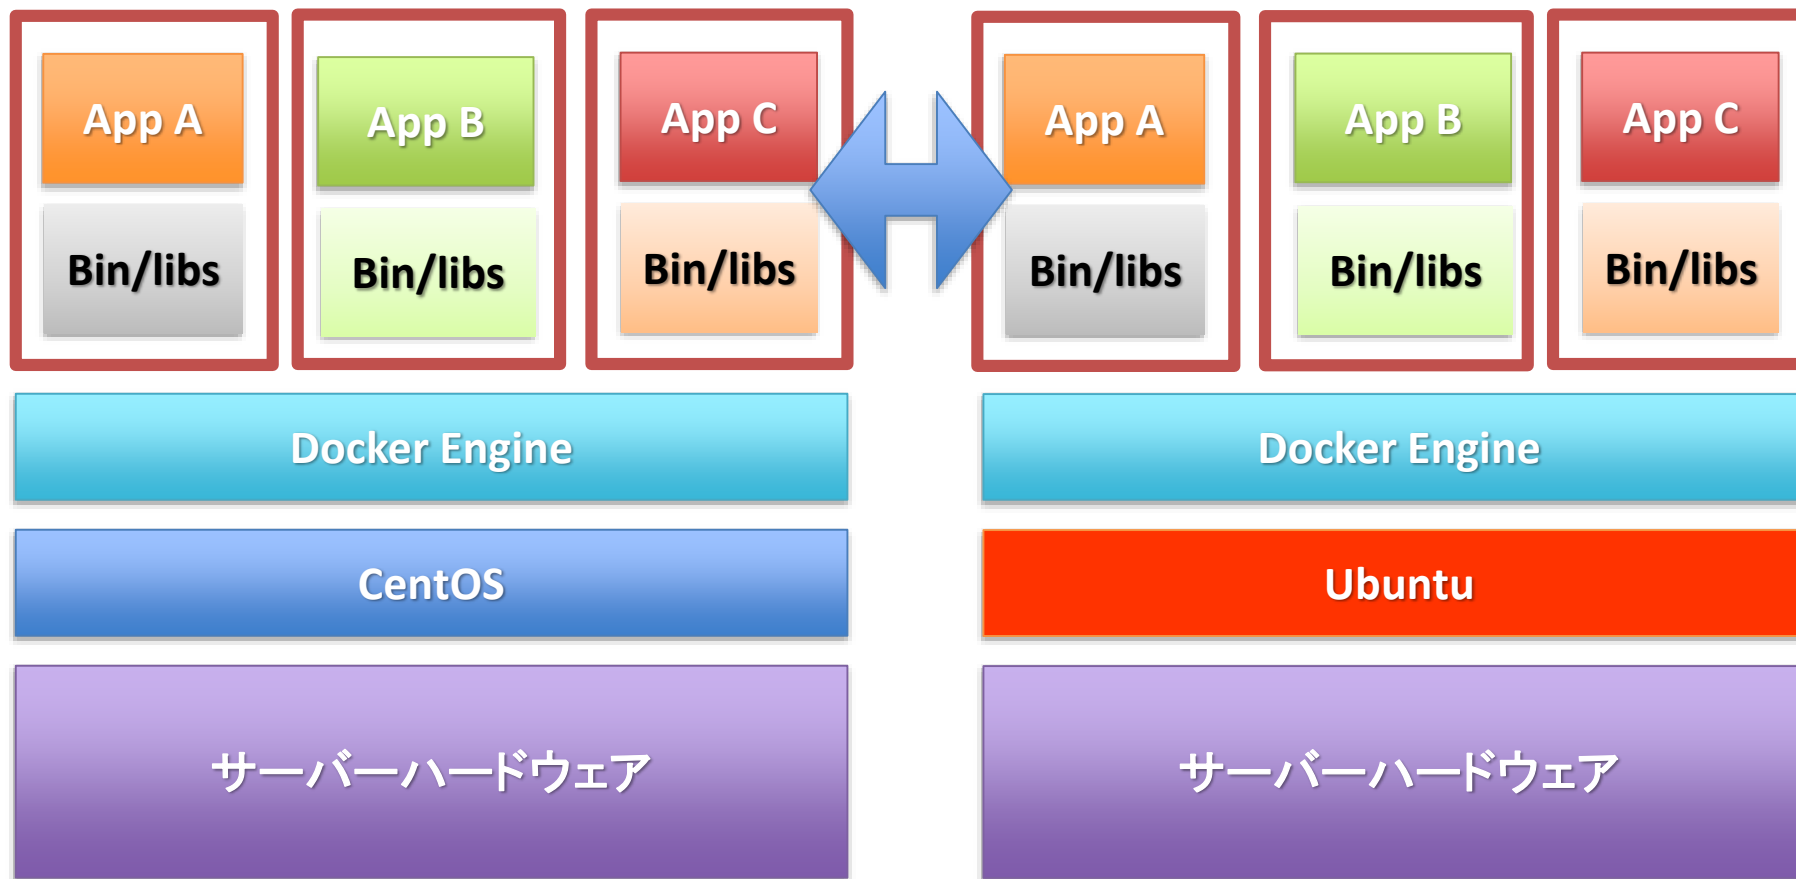 App A
App B
App C
Bin/libs
Bin/libs
Bin/libs
Docker Engine
CentOS
サーバーハードウェア
App A
App B
App C
Bin/libs
Bin/libs
Bin/libs
Docker Engine
Ubuntu
サーバーハードウェア